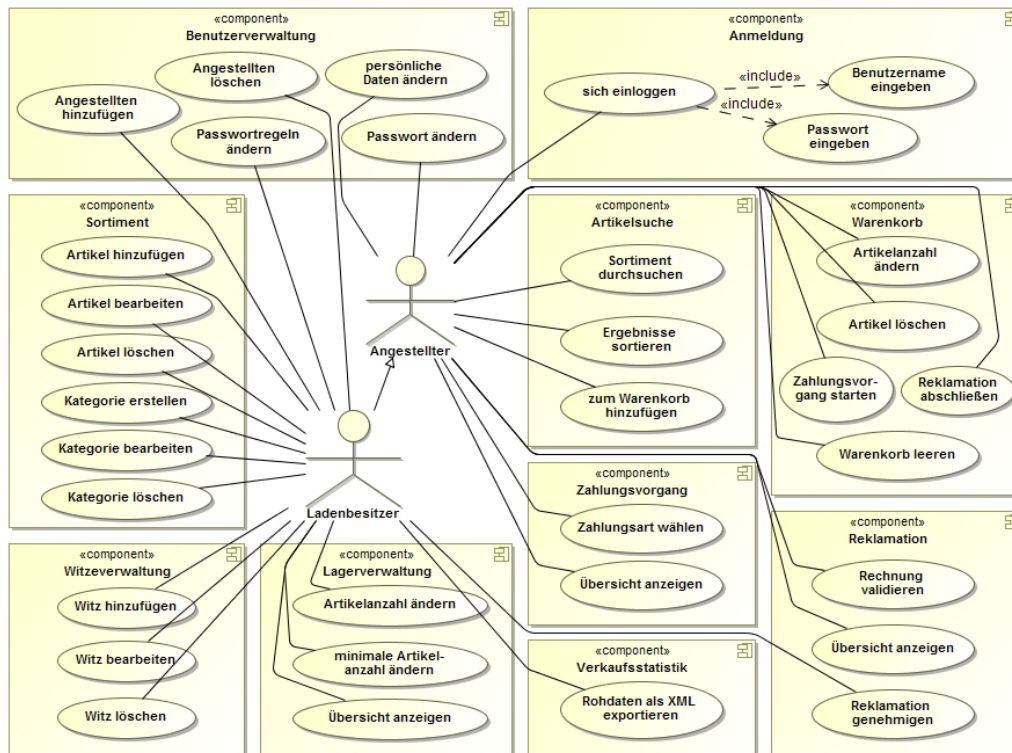 «component»
Benutzerverwaltung
Angestellten
hinzufügen
Angestellten
löschen
persönliche
Daten ändern
Passwortregeln
ändern
Passwort ändern
«component»
Anmeldung
sich einloggen
«include»
«include»
Benutzername
eingeben
Passwort
eingeben
«component»
Sortiment
Artikel hinzufügen
Artikel bearbeiten
Artikel löschen
Kategorie erstellen
Kategorie bearbeiten
Kategorie löschen
Angestellter
Ladenbesitzer
«component»
Artikelsuche
Sortiment
durchsuchen
Ergebnisse
sortieren
zum Warenkorb
hinzufügen
«component»
Warenkorb
Artikelanzahl
ändern
Artikel löschen
Zahlungsvor-
gang starten
Reklamation
abschließen
Warenkorb leeren
«component»
Zahlungsvorgang
Zahlungsart wählen
Übersicht anzeigen
«component»
Reklamation
Rechnung
validieren
Übersicht anzeigen
Reklamation
genehmigen
«component»
Witzeverwaltung
Witz hinzufügen
Witz bearbeiten
Witz löschen
«component»
Lagerverwaltung
Artikelanzahl ändern
minimale Artikel-
anzahl ändern
Übersicht anzeigen
«component»
Verkaufsstatistik
Rohdaten als XML
exportieren